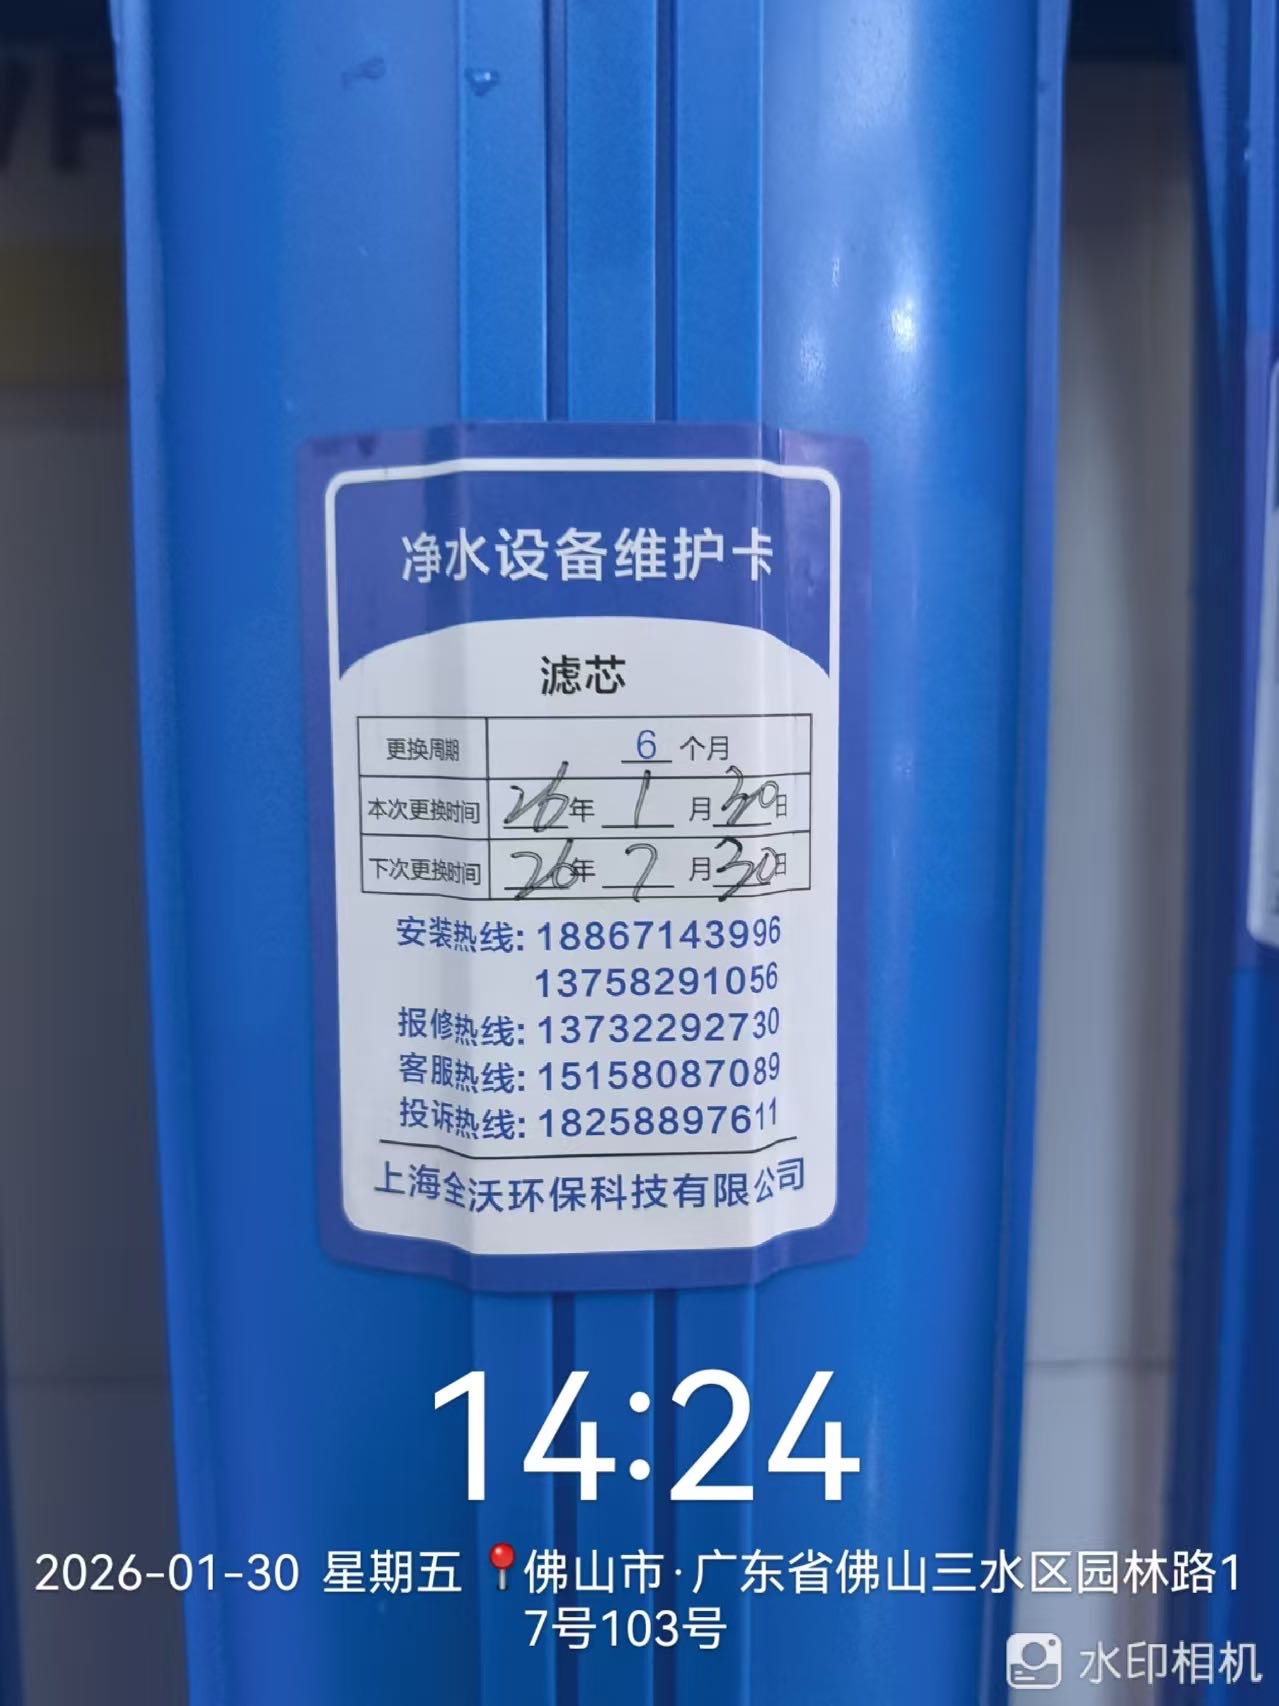 净水设备维护卡
滤芯
更换周期 6 个月
本次更换时间 26年 1 月 30日
下次更换时间 26年 7 月 30日
安装热线: 18867143996
13758291056
报修热线: 13732292730
客服热线: 15158087089
投诉热线: 18258897611
上海全沃环保科技有限公司
14:24
2026-01-30 星期五 佛山市·广东省佛山三水区园林路1
7号103号
水印相机